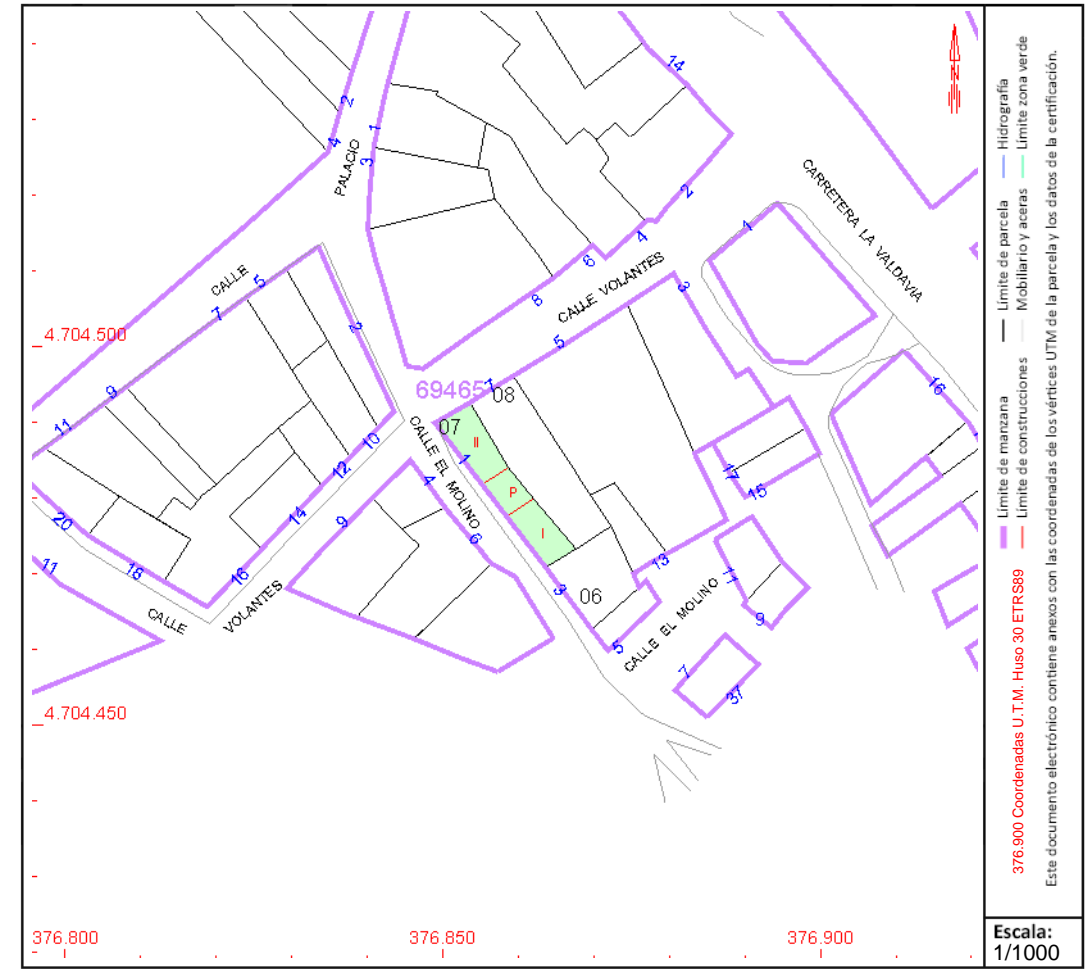 14
2
4
1
3
PALACIO
2
4
6
8
CALLE VOLANTES
1
CARRETERA LA VALDAVIA
3
5
7
CALLE
5
7
9
11
2
4.704.500
69465
08
07
II
P
I
1
CALLE EL MOLINO
3
06
5
13
CALLE EL MOLINO
17
15
11
9
7
37
16
10
12
14
16
9
4
6
20
18
11
CALLE
VOLANTES
4.704.450
376.800
376.850
376.900
N
Límite de manzana
Límite de parcela
Hidrografía
Límite de construcciones
Mobiliario y aceras
Límite zona verde
376.900 Coordenadas U.T.M. Huso 30 ETRS89
Este documento electrónico contiene anexos con las coordenadas de los vértices UTM de la parcela y los datos de la certificación.
Escala:
1/1000